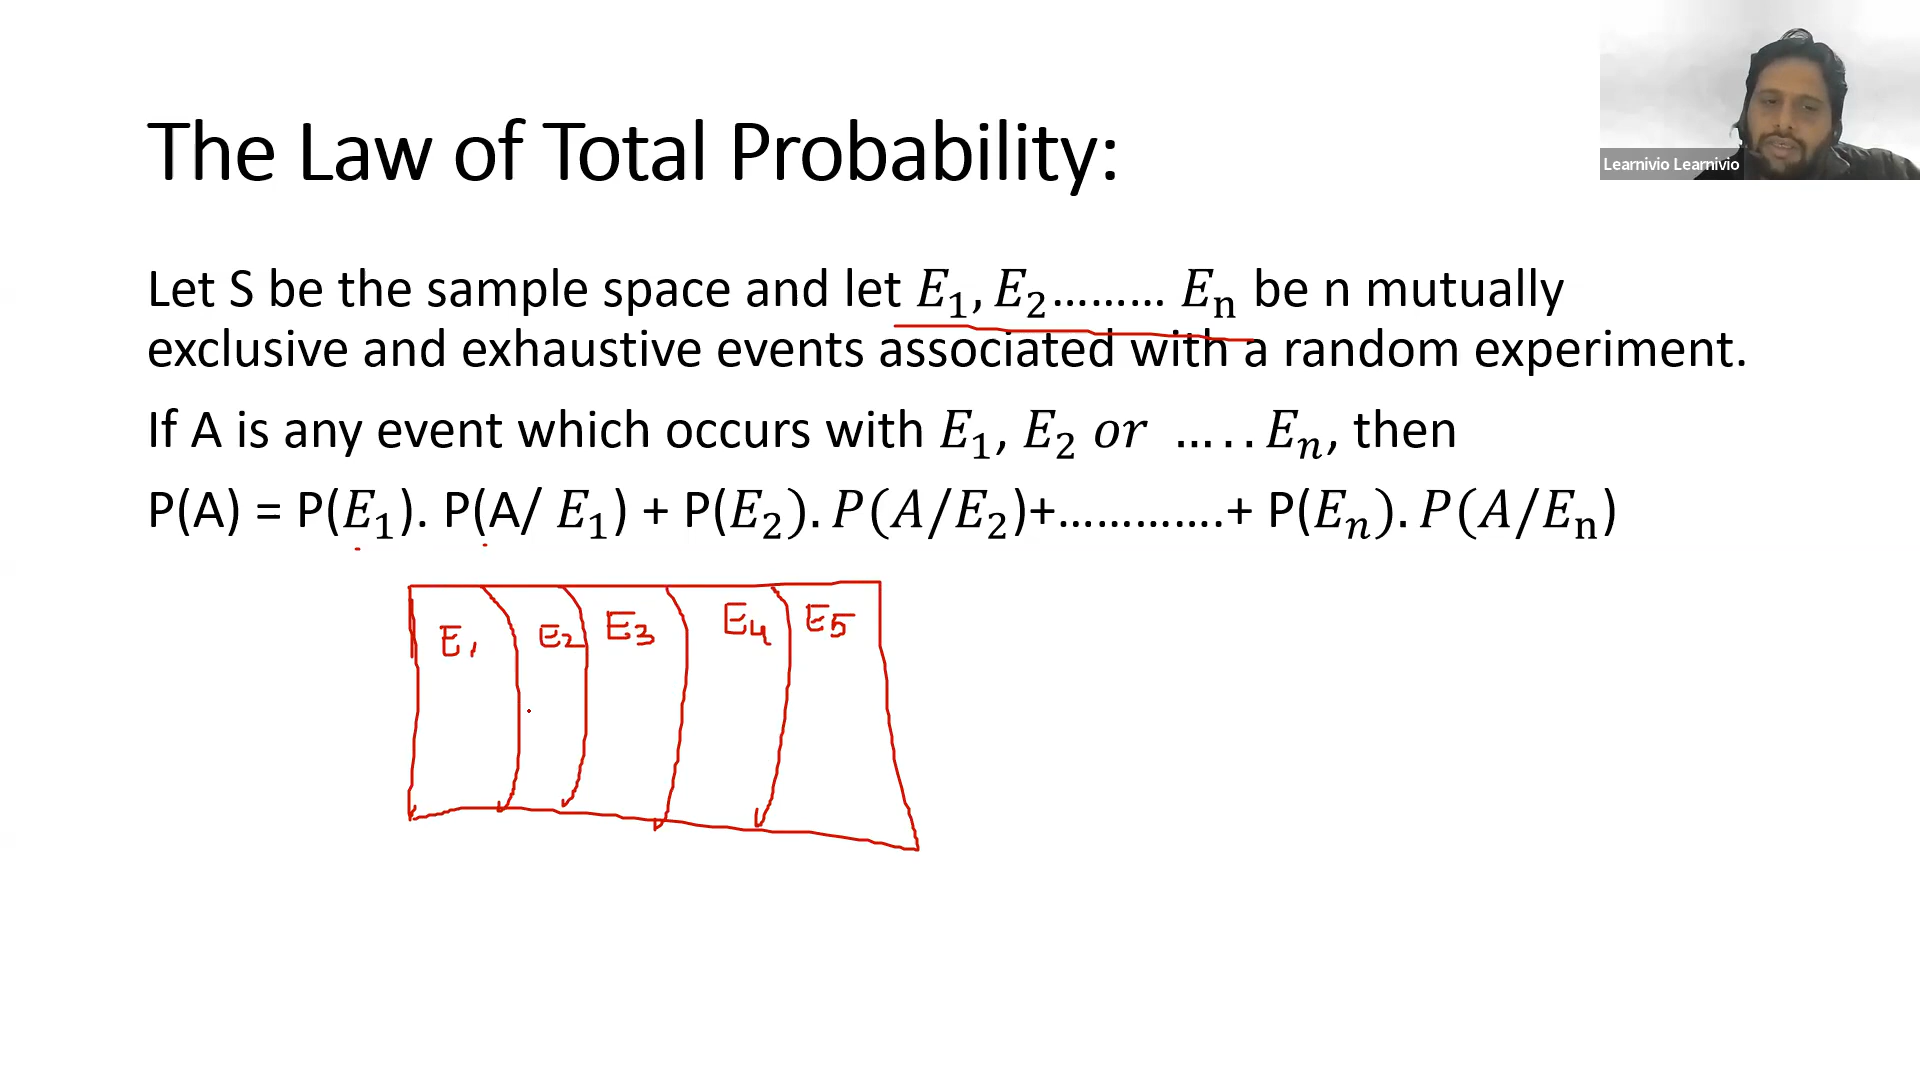 The Law of Total Probability:
Learnivio Learnivio
Let S be the sample space and let E₁, E₂……… Eₙ be n mutually
exclusive and exhaustive events associated with a random experiment.
If A is any event which occurs with E₁, E₂ or ….. Eₙ, then
P(A) = P(E₁). P(A/ E₁) + P(E₂). P(A/E₂)+………….+ P(Eₙ). P(A/Eₙ)
E₁ E₂ E₃ E₄ E₅